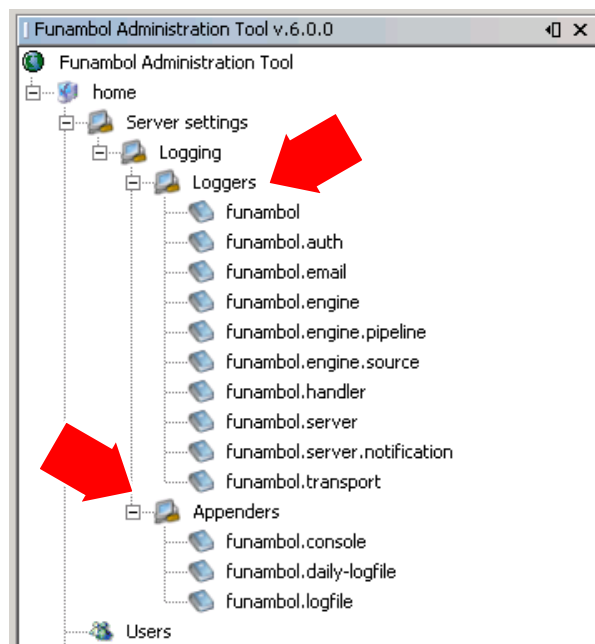 Funambol Administration Tool v.6.0.0
Funambol Administration Tool
home
Server settings
Logging
Loggers
funambol
funambol.auth
funambol.email
funambol.engine
funambol.engine.pipeline
funambol.engine.source
funambol.handler
funambol.server
funambol.server.notification
funambol.transport
Appenders
funambol.console
funambol.daily-logfile
funambol.logfile
Users